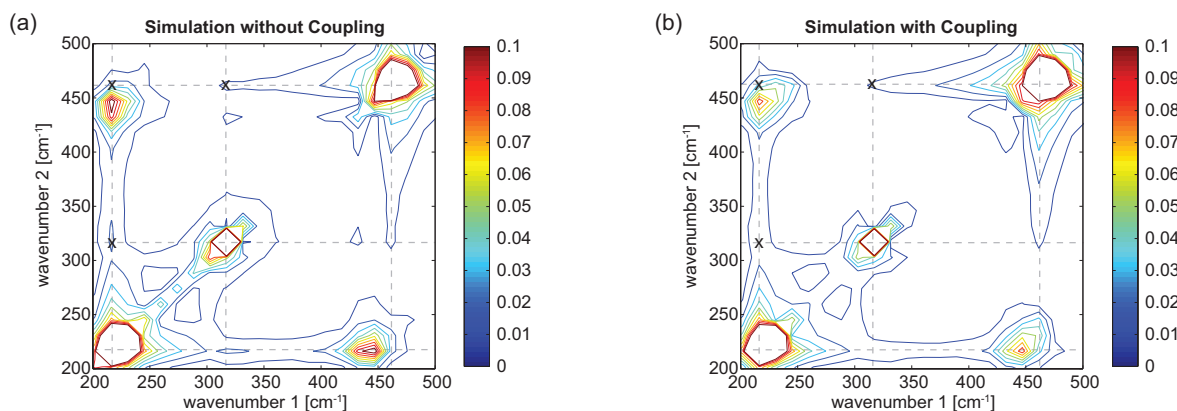 (a)
Simulation without Coupling
500
450
400
350
300
250
200
wavenumber 2 [cm⁻¹]
x
x
x
200 250 300 350 400 450 500
wavenumber 1 [cm⁻¹]
0.1
0.09
0.08
0.07
0.06
0.05
0.04
0.03
0.02
0.01
0
(b)
Simulation with Coupling
500
450
400
350
300
250
200
wavenumber 2 [cm⁻¹]
x
x
x
200 250 300 350 400 450 500
wavenumber 1 [cm⁻¹]
0.1
0.09
0.08
0.07
0.06
0.05
0.04
0.03
0.02
0.01
0